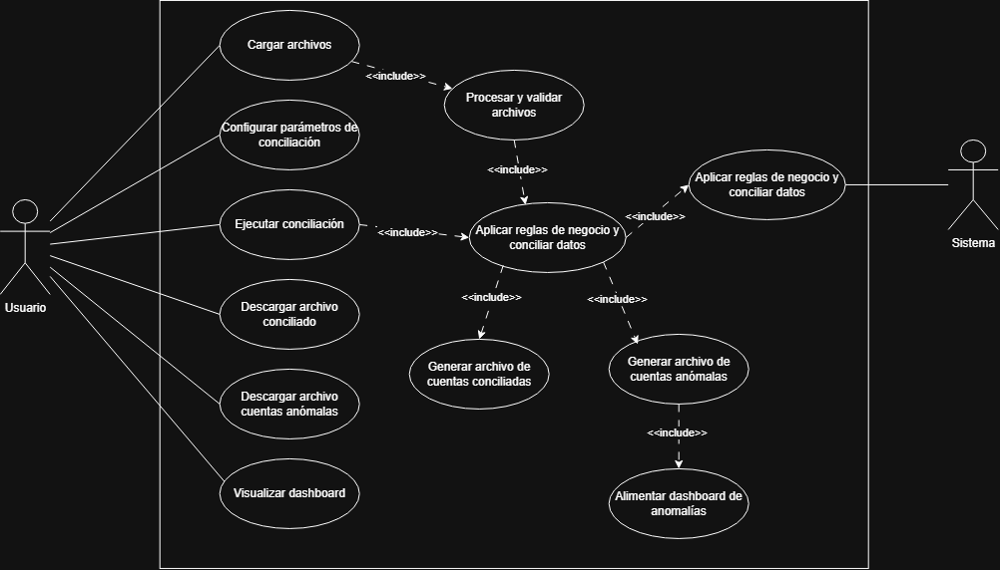 Cargar archivos
<<include>>
Procesar y validar
archivos
Configurar parámetros de
conciliación
<<include>>
Aplicar reglas de negocio y
conciliar datos
Ejecutar conciliación
<<include>>
Aplicar reglas de negocio y
conciliar datos
<<include>>
Sistema
Usuario
Descargar archivo
conciliado
<<include>>
<<include>>
Generar archivo de
cuentas conciliadas
Generar archivo de
cuentas anómalas
Descargar archivo
cuentas anómalas
<<include>>
Visualizar dashboard
Alimentar dashboard de
anomalías